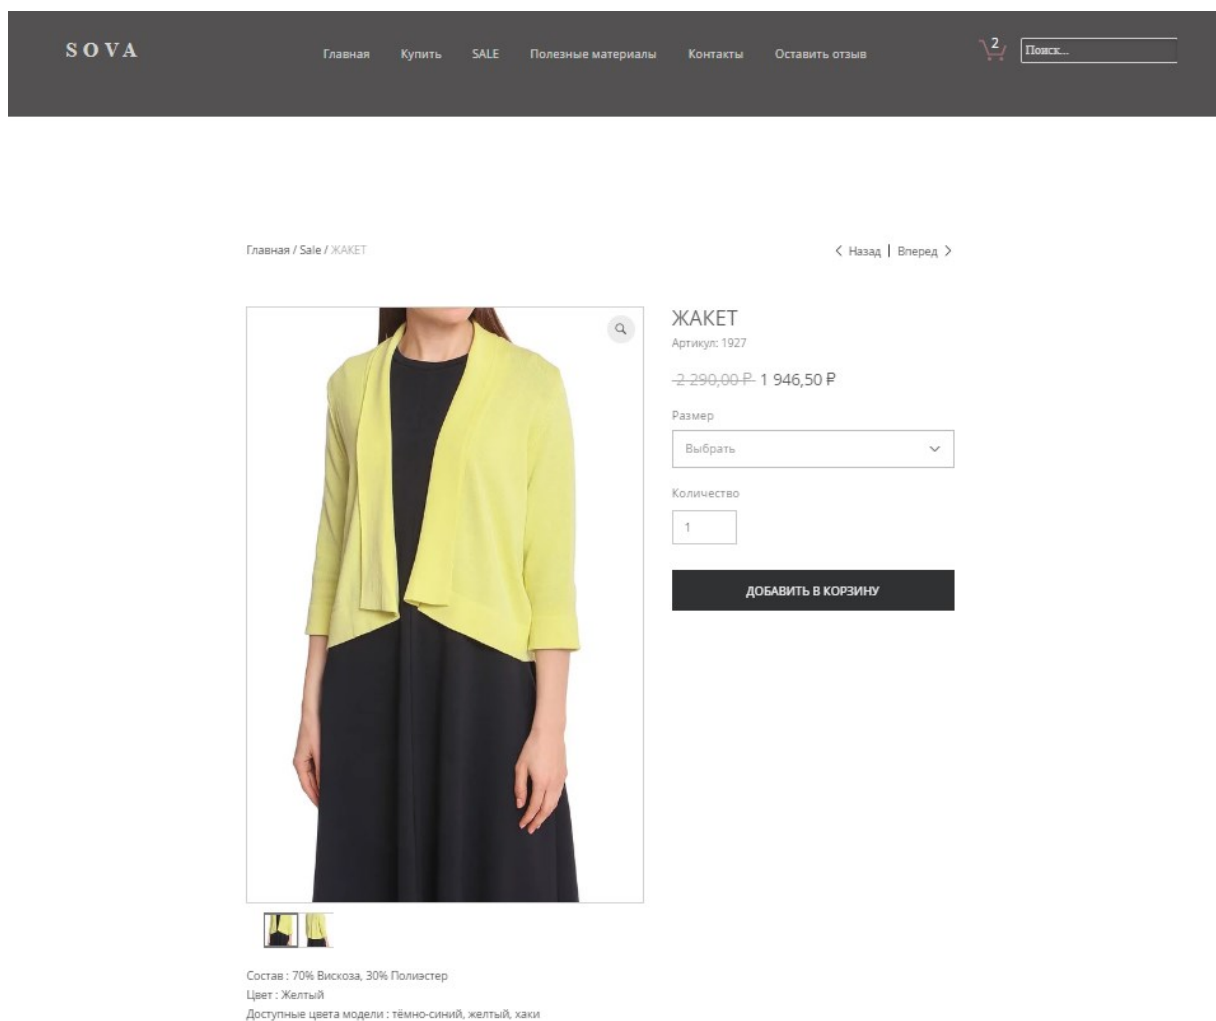 SOVA
Главная Купить SALE Полезные материалы Контакты Оставить отзыв
2
Поиск...
Главная / Sale / ЖАКЕТ
Назад | Вперед
ЖАКЕТ
Артикул: 1927
2 290,00 ₽ 1 946,50 ₽
Размер
Выбрать
Количество
1
ДОБАВИТЬ В КОРЗИНУ
Состав : 70% Вискоза, 30% Полиэстер
Цвет : Желтый
Доступные цвета модели : тёмно-синий, желтый, хаки